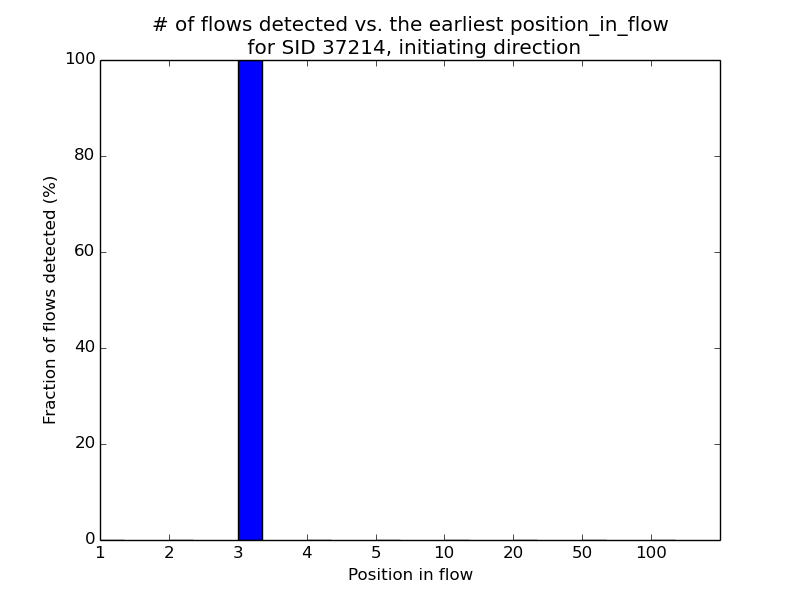 # of flows detected vs. the earliest position_in_flow
for SID 37214, initiating direction
Fraction of flows detected (%)
100
80
60
40
20
0
1 2 3 4 5 10 20 50 100
Position in flow